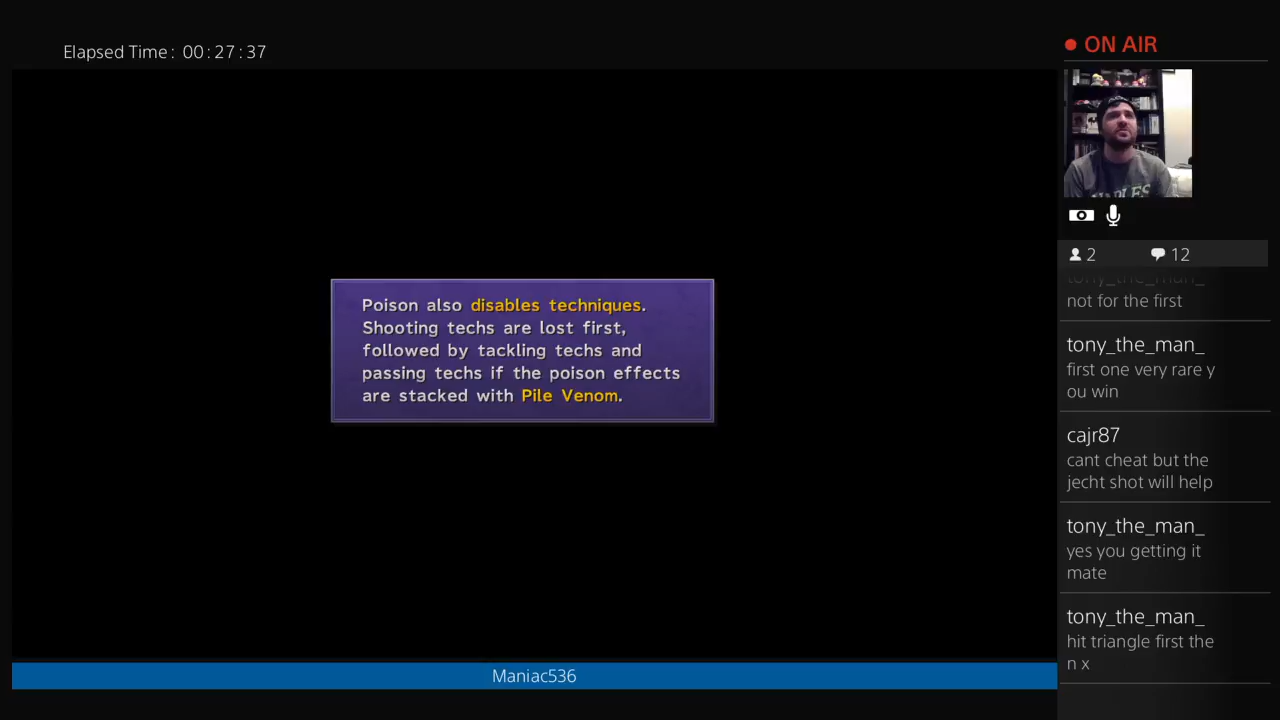 Elapsed Time: 00:27:37
ON AIR
2
12
tony_the_man_
not for the first
tony_the_man_
first one very rare y
ou win
cajr87
cant cheat but the
jecht shot will help
tony_the_man_
yes you getting it
mate
tony_the_man_
hit triangle first the
n x
Poison also disables techniques.
Shooting techs are lost first,
followed by tackling techs and
passing techs if the poison effects
are stacked with Pile Venom.
Maniac536